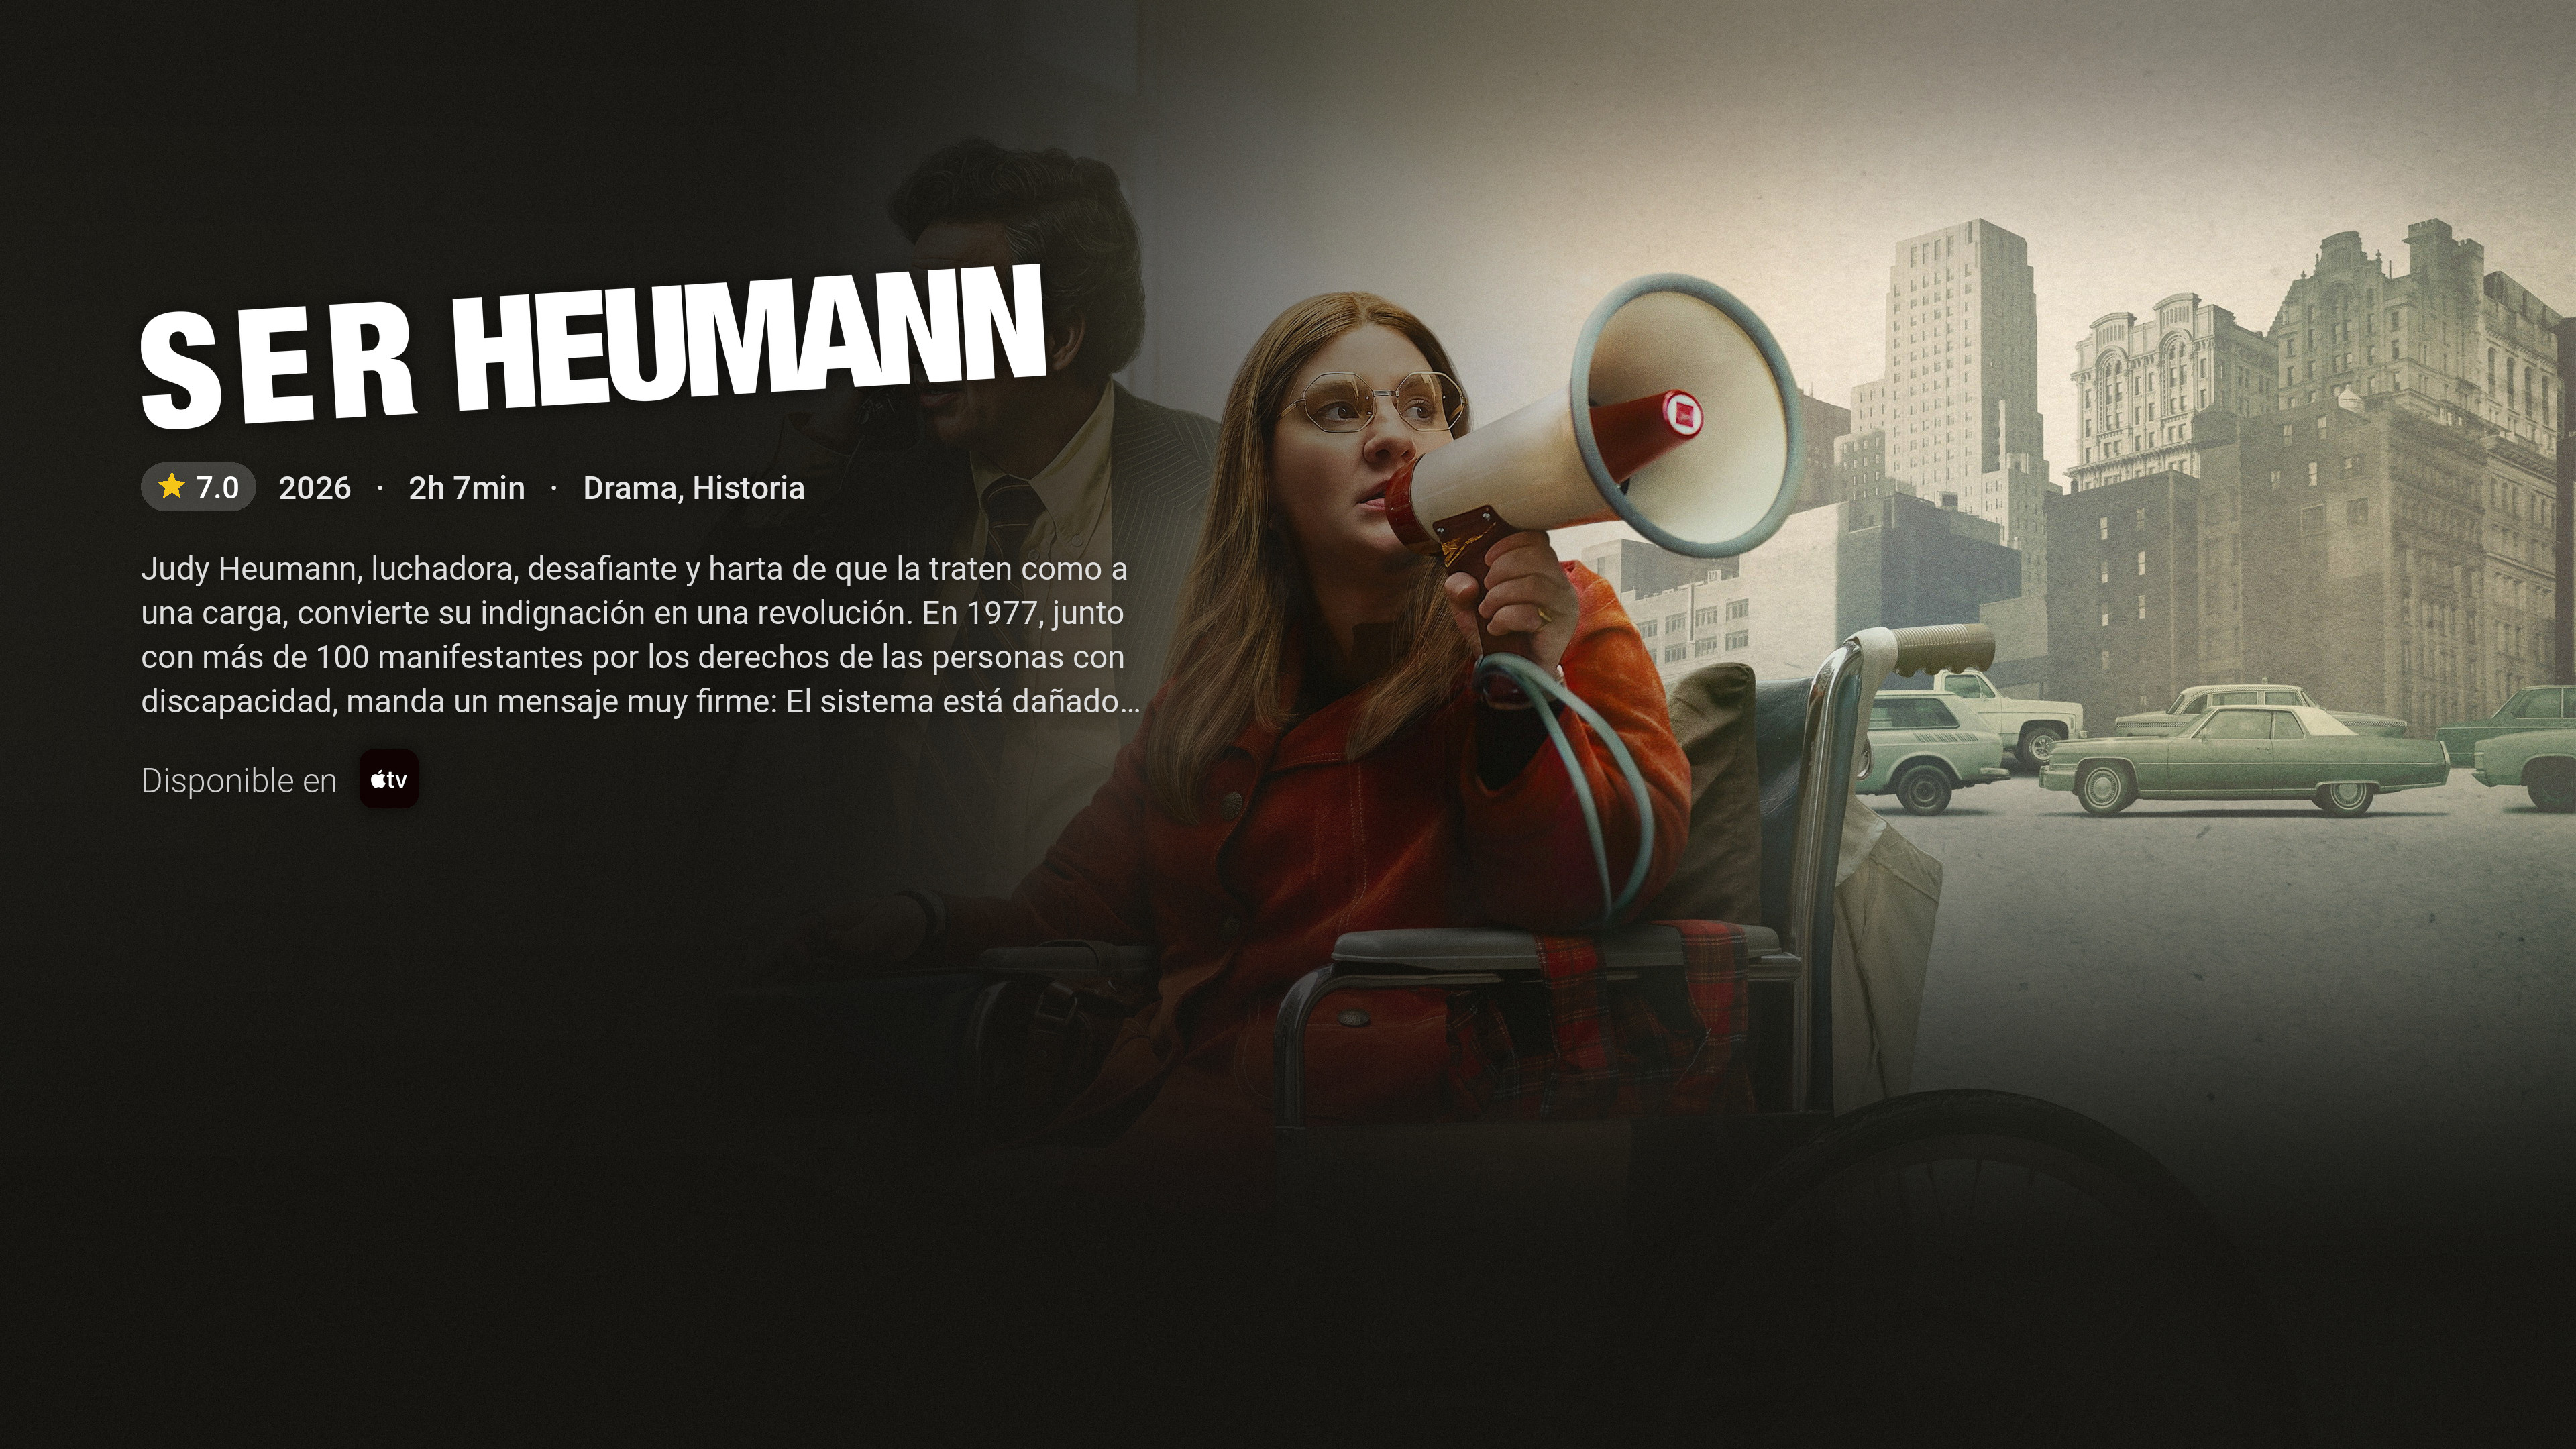 SER HEUMANN
7.0 2026 · 2h 7min · Drama, Historia
Judy Heumann, luchadora, desafiante y harta de que la traten como a
una carga, convierte su indignación en una revolución. En 1977, junto
con más de 100 manifestantes por los derechos de las personas con
discapacidad, manda un mensaje muy firme: El sistema está dañado…
Disponible en tv